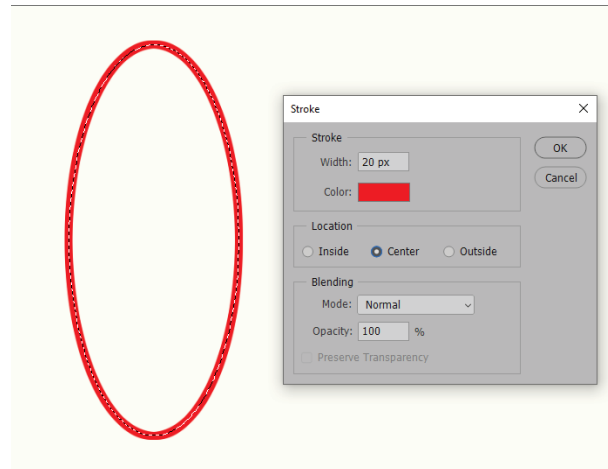 Stroke
Stroke
Width: 20 px
Color:
OK
Cancel
Location
Inside Center Outside
Blending
Mode: Normal
Opacity: 100 %
Preserve Transparency